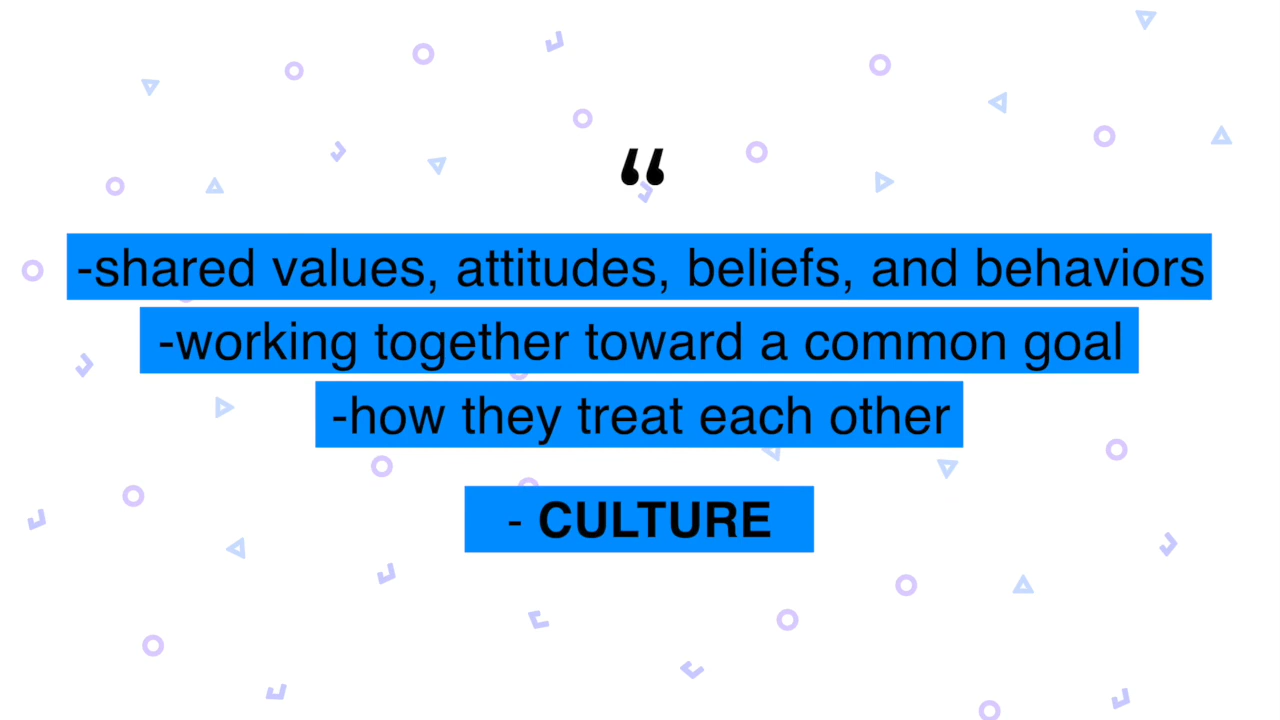 “
-shared values, attitudes, beliefs, and behaviors
-working together toward a common goal
-how they treat each other
- CULTURE